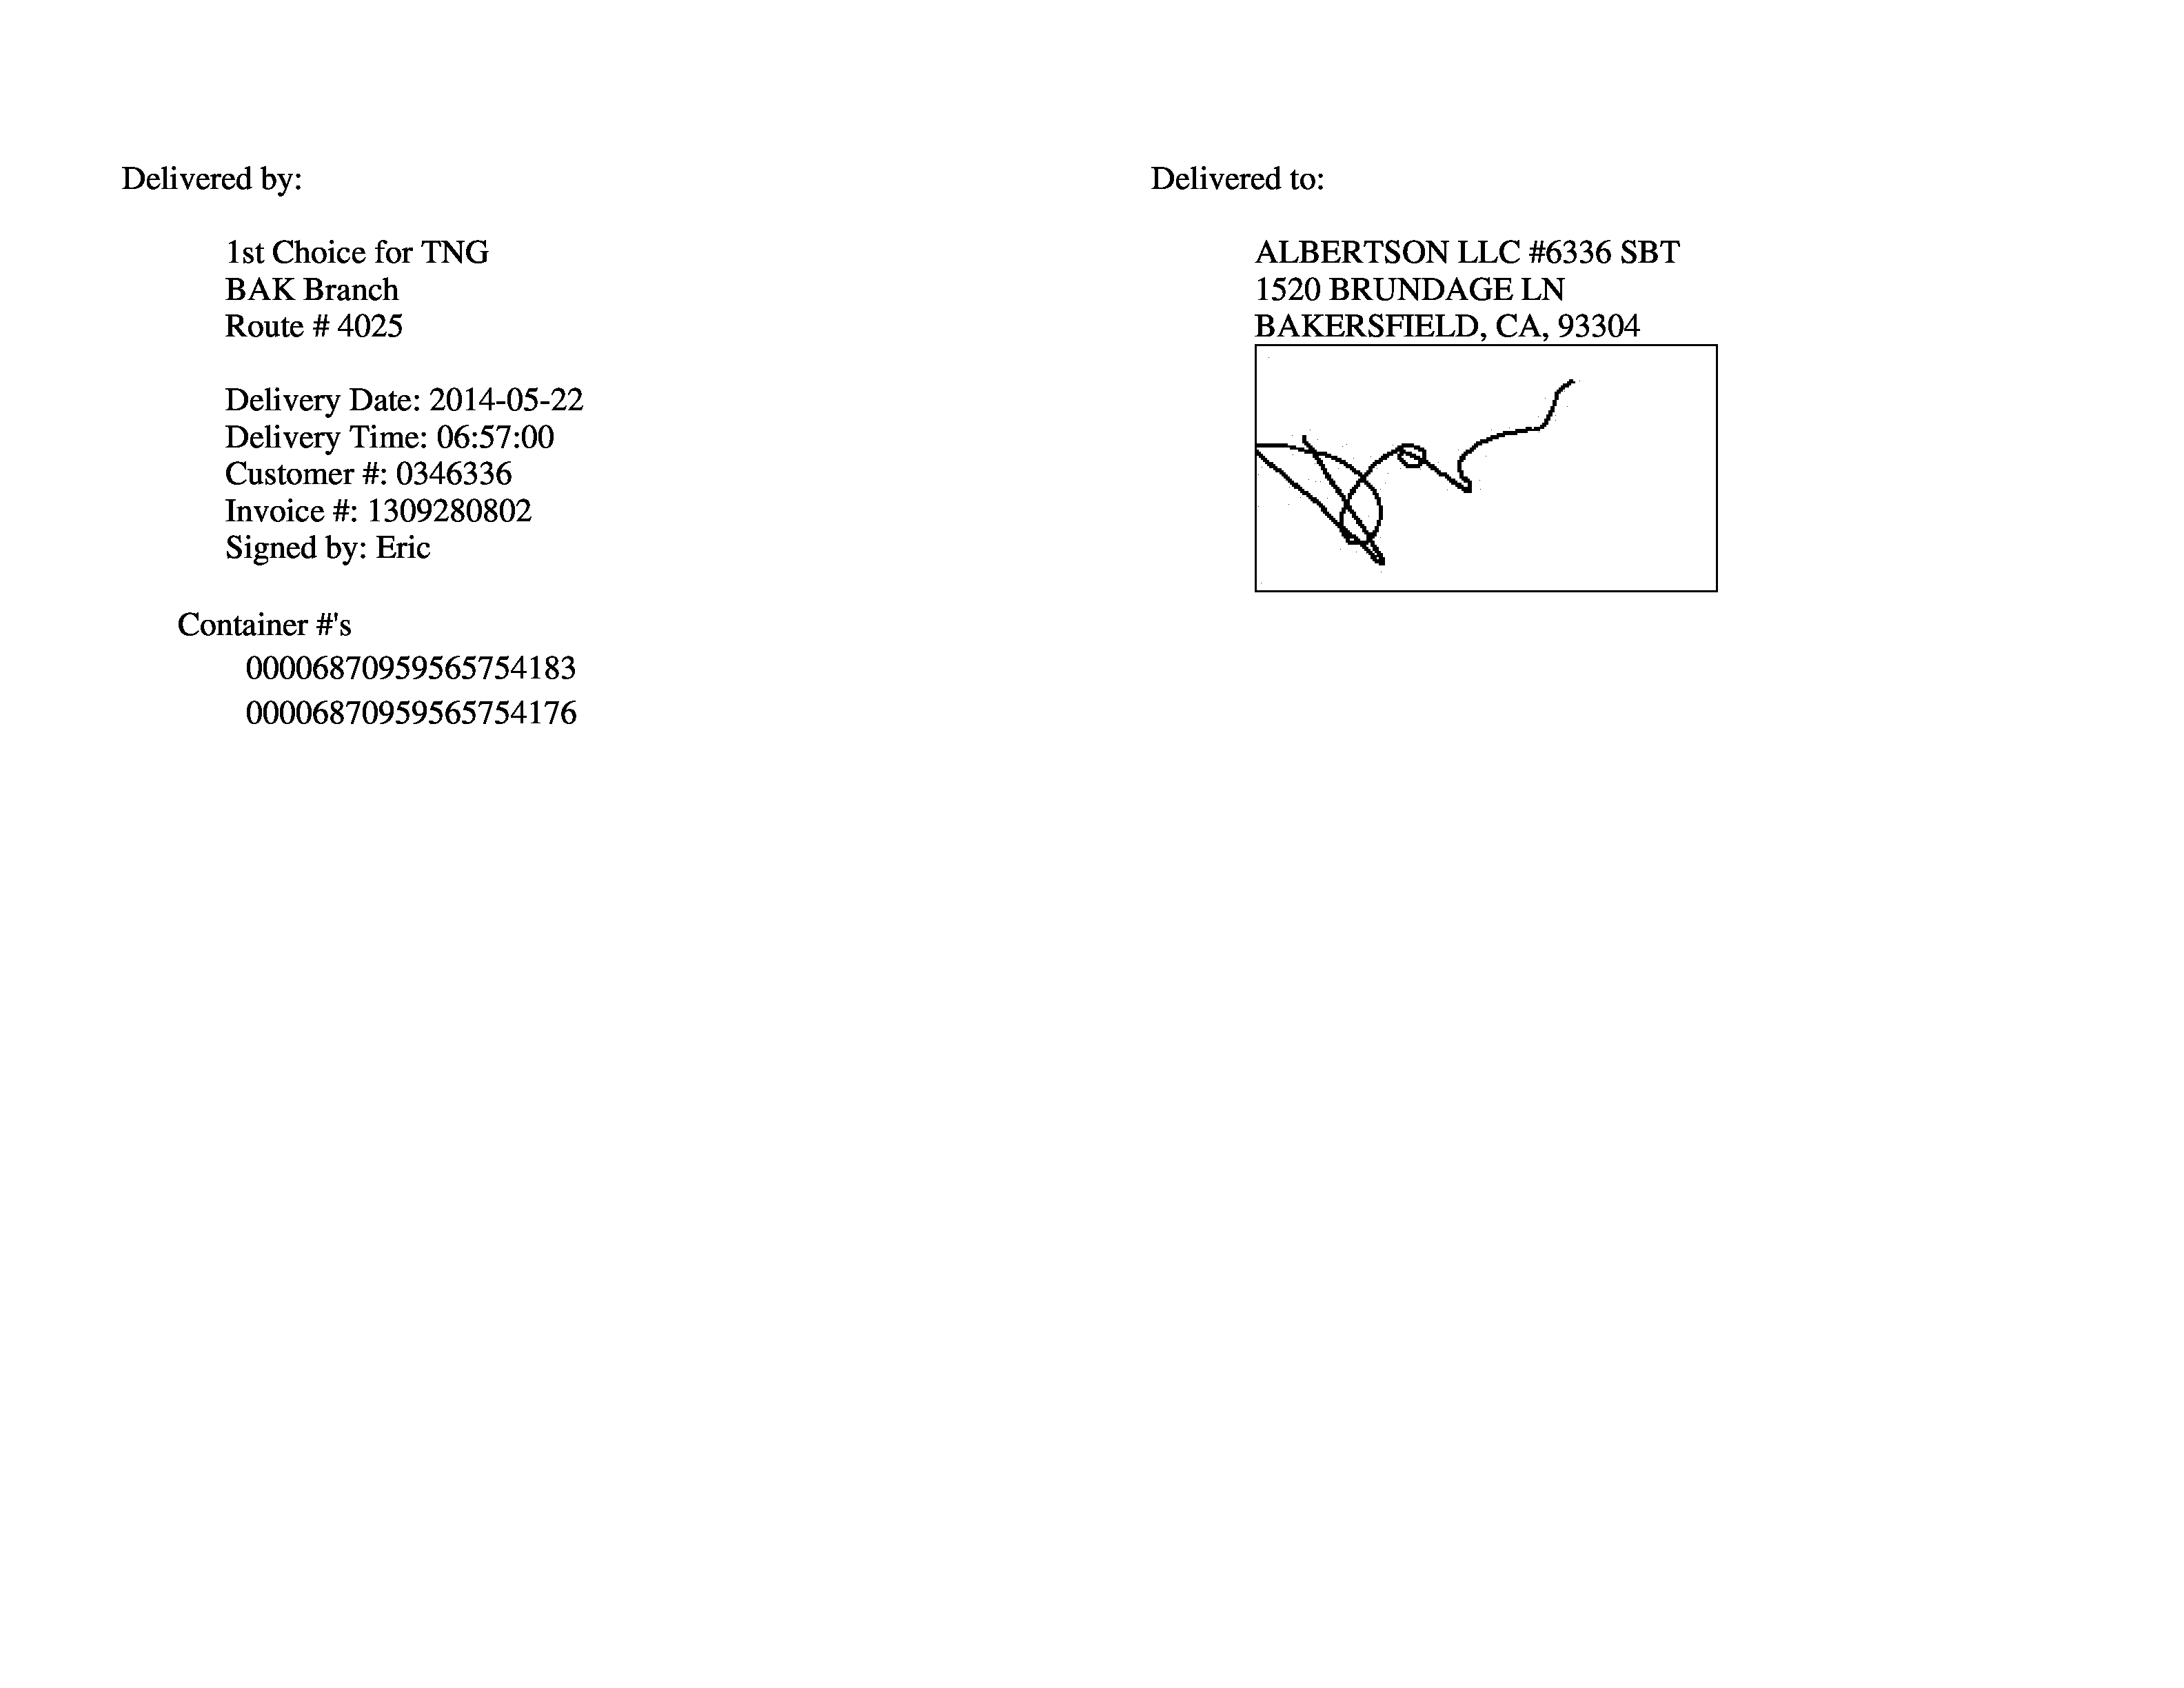 Delivered by:
1st Choice for TNG
BAK Branch
Route # 4025
Delivery Date: 2014-05-22
Delivery Time: 06:57:00
Customer #: 0346336
Invoice #: 1309280802
Signed by: Eric
Container #'s
00006870959565754183
00006870959565754176
Delivered to:
ALBERTSON LLC #6336 SBT
1520 BRUNDAGE LN
BAKERSFIELD, CA, 93304